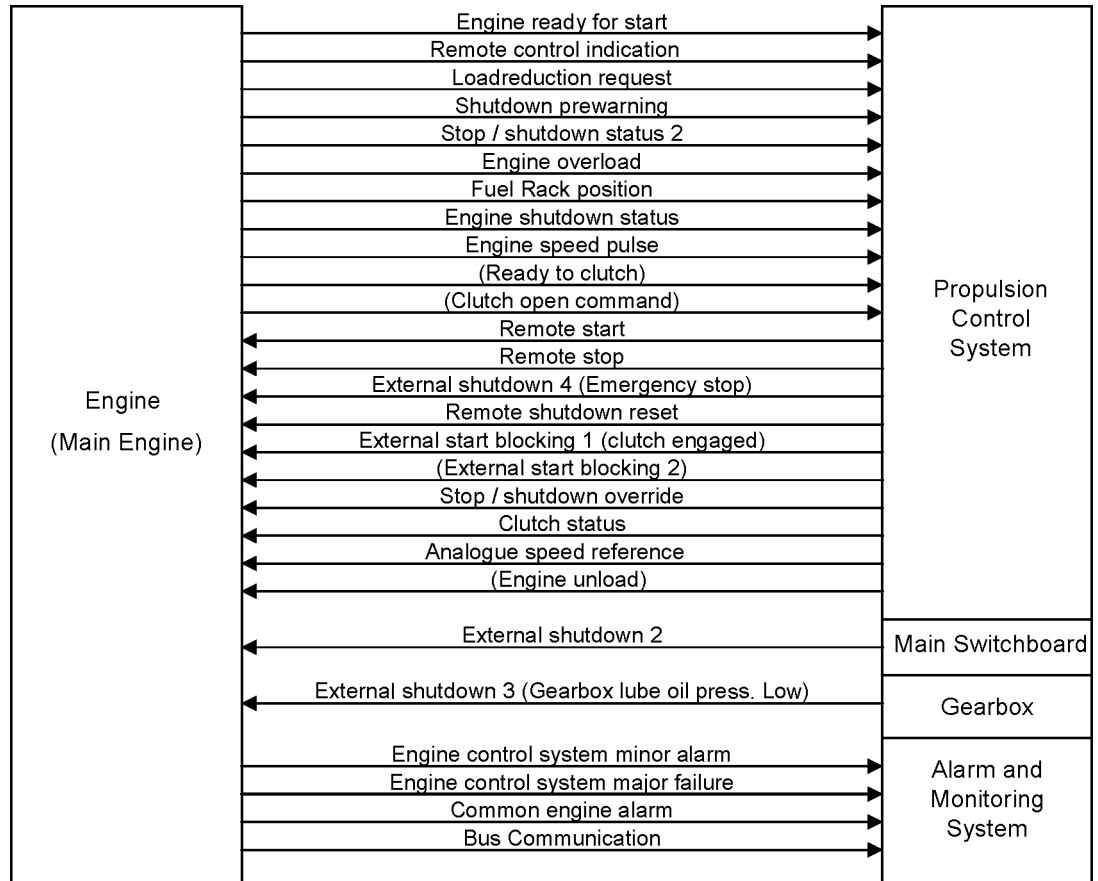 Engine ready for start
Remote control indication
Loadreduction request
Shutdown prewarning
Stop / shutdown status 2
Engine overload
Fuel Rack position
Engine shutdown status
Engine speed pulse
(Ready to clutch)
(Clutch open command)
Remote start
Remote stop
External shutdown 4 (Emergency stop)
Remote shutdown reset
External start blocking 1 (clutch engaged)
(External start blocking 2)
Stop / shutdown override
Clutch status
Analogue speed reference
(Engine unload)
External shutdown 2
External shutdown 3 (Gearbox lube oil press. Low)
Engine control system minor alarm
Engine control system major failure
Common engine alarm
Bus Communication
Engine
(Main Engine)
Propulsion
Control
System
Main Switchboard
Gearbox
Alarm and
Monitoring
System